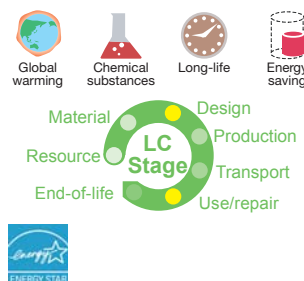 Global
warming
Chemical
substances
Long-life
Energy
saving
Material
Design
Resource
LC
Stage
Production
Transport
End-of-life
Use/repair
energy
ENERGY STAR